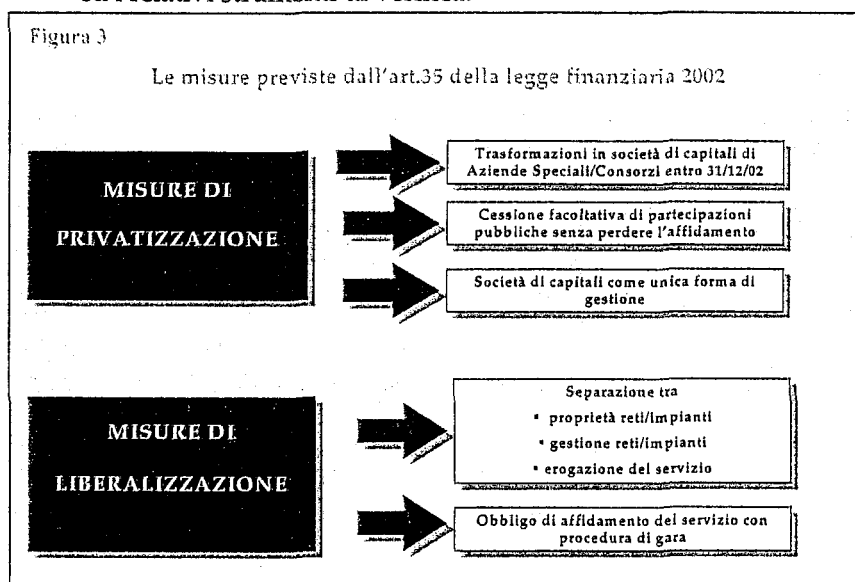 Figura 3
Le misure previste dall'art.35 della legge finanziaria 2002
MISURE DI
PRIVATIZZAZIONE
Trasformazioni in società di capitali di
Aziende Speciali/Consorzi entro 31/12/02
Cessione facoltativa di partecipazioni
pubbliche senza perdere l'affidamento
Società di capitali come unica forma di
gestione
MISURE DI
LIBERALIZZAZIONE
Separazione tra
▪ proprietà reti/impianti
▪ gestione reti/impianti
▪ erogazione del servizio
Obbligo di affidamento del servizio con
procedura di gara